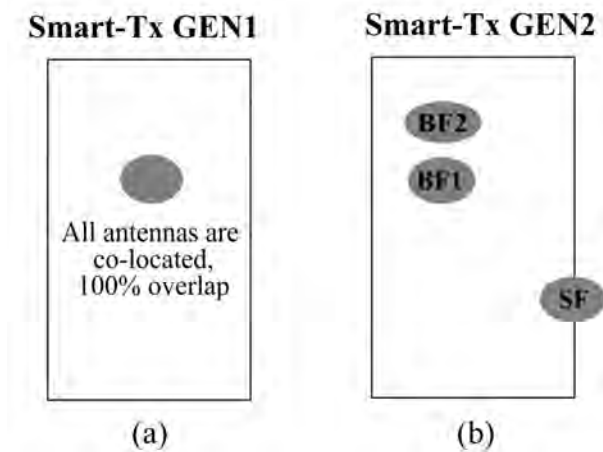 Smart-Tx GEN1
Smart-Tx GEN2
BF2
BF1
All antennas are
co-located,
100% overlap
SF
(a)
(b)